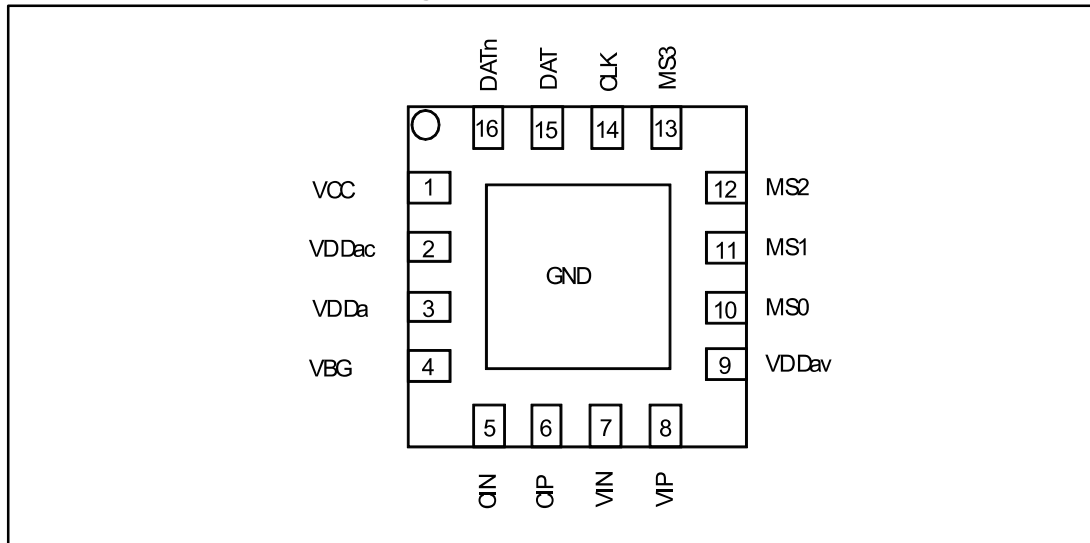 DATn DAT CLK MS3
16 15 14 13
VCC 1 12 MS2
VDDac 2 11 MS1
GND
VDDa 3 10 MS0
VBG 4 9 VDDav
5 6 7 8
CIN CIP VIN VIP